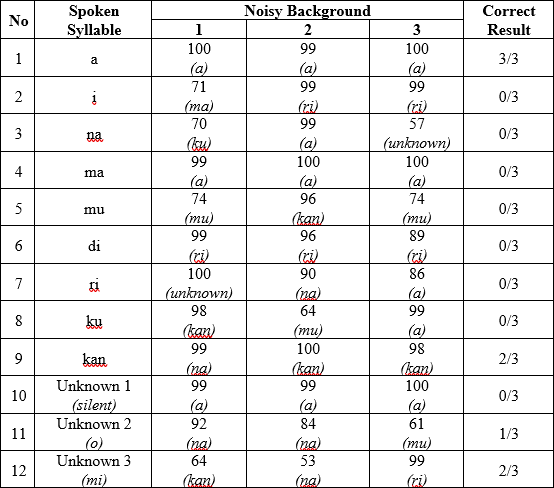 No Spoken Syllable Noisy Background Correct Result
1 2 3
1 a 100 (a) 99 (a) 100 (a) 3/3
2 i 71 (ma) 99 (ri) 99 (ri) 0/3
3 na 70 (ku) 99 (a) 57 (unknown) 0/3
4 ma 99 (a) 100 (a) 100 (a) 0/3
5 mu 74 (mu) 96 (kan) 74 (mu) 0/3
6 di 99 (ri) 96 (ri) 89 (ri) 0/3
7 ri 100 (unknown) 90 (na) 86 (a) 0/3
8 ku 98 (kan) 64 (mu) 99 (a) 0/3
9 kan 99 (na) 100 (kan) 98 (kan) 2/3
10 Unknown 1 (silent) 99 (a) 99 (a) 100 (a) 0/3
11 Unknown 2 (o) 92 (na) 84 (na) 61 (mu) 1/3
12 Unknown 3 (mi) 64 (kan) 53 (na) 99 (ri) 2/3